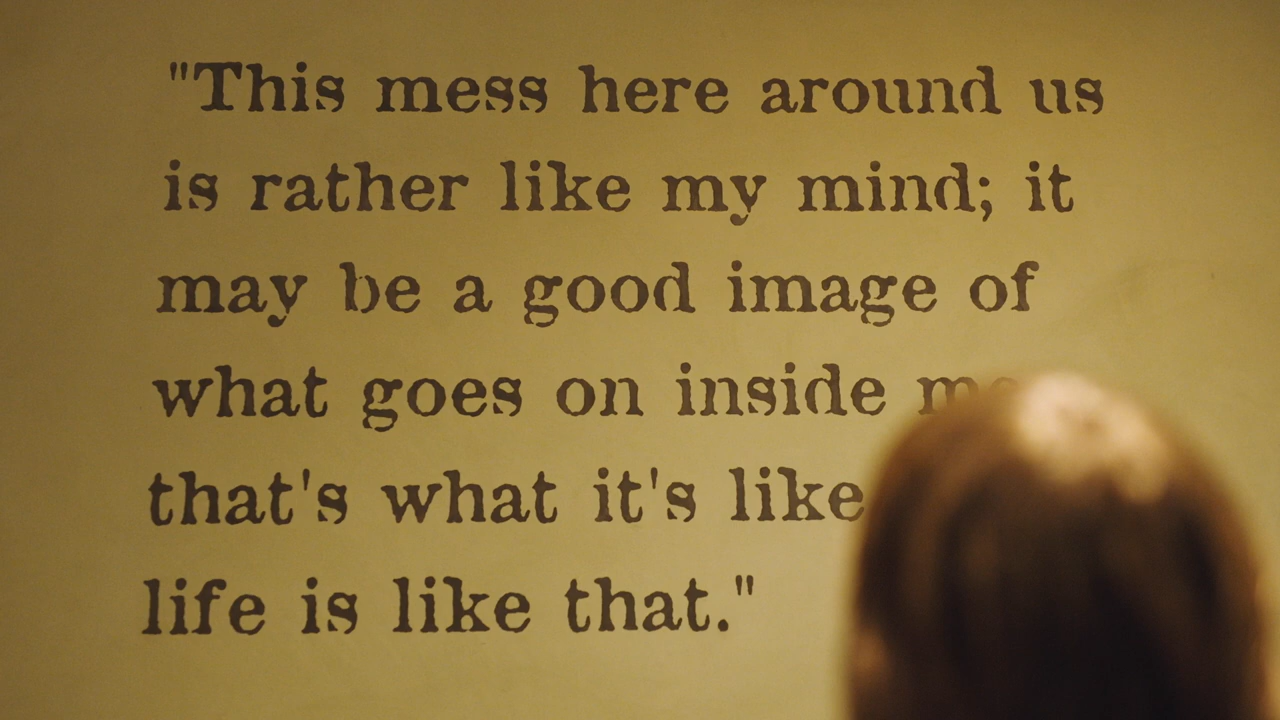 "This mess here around us
is rather like my mind; it
may be a good image of
what goes on inside
that's what it's like
life is like that."